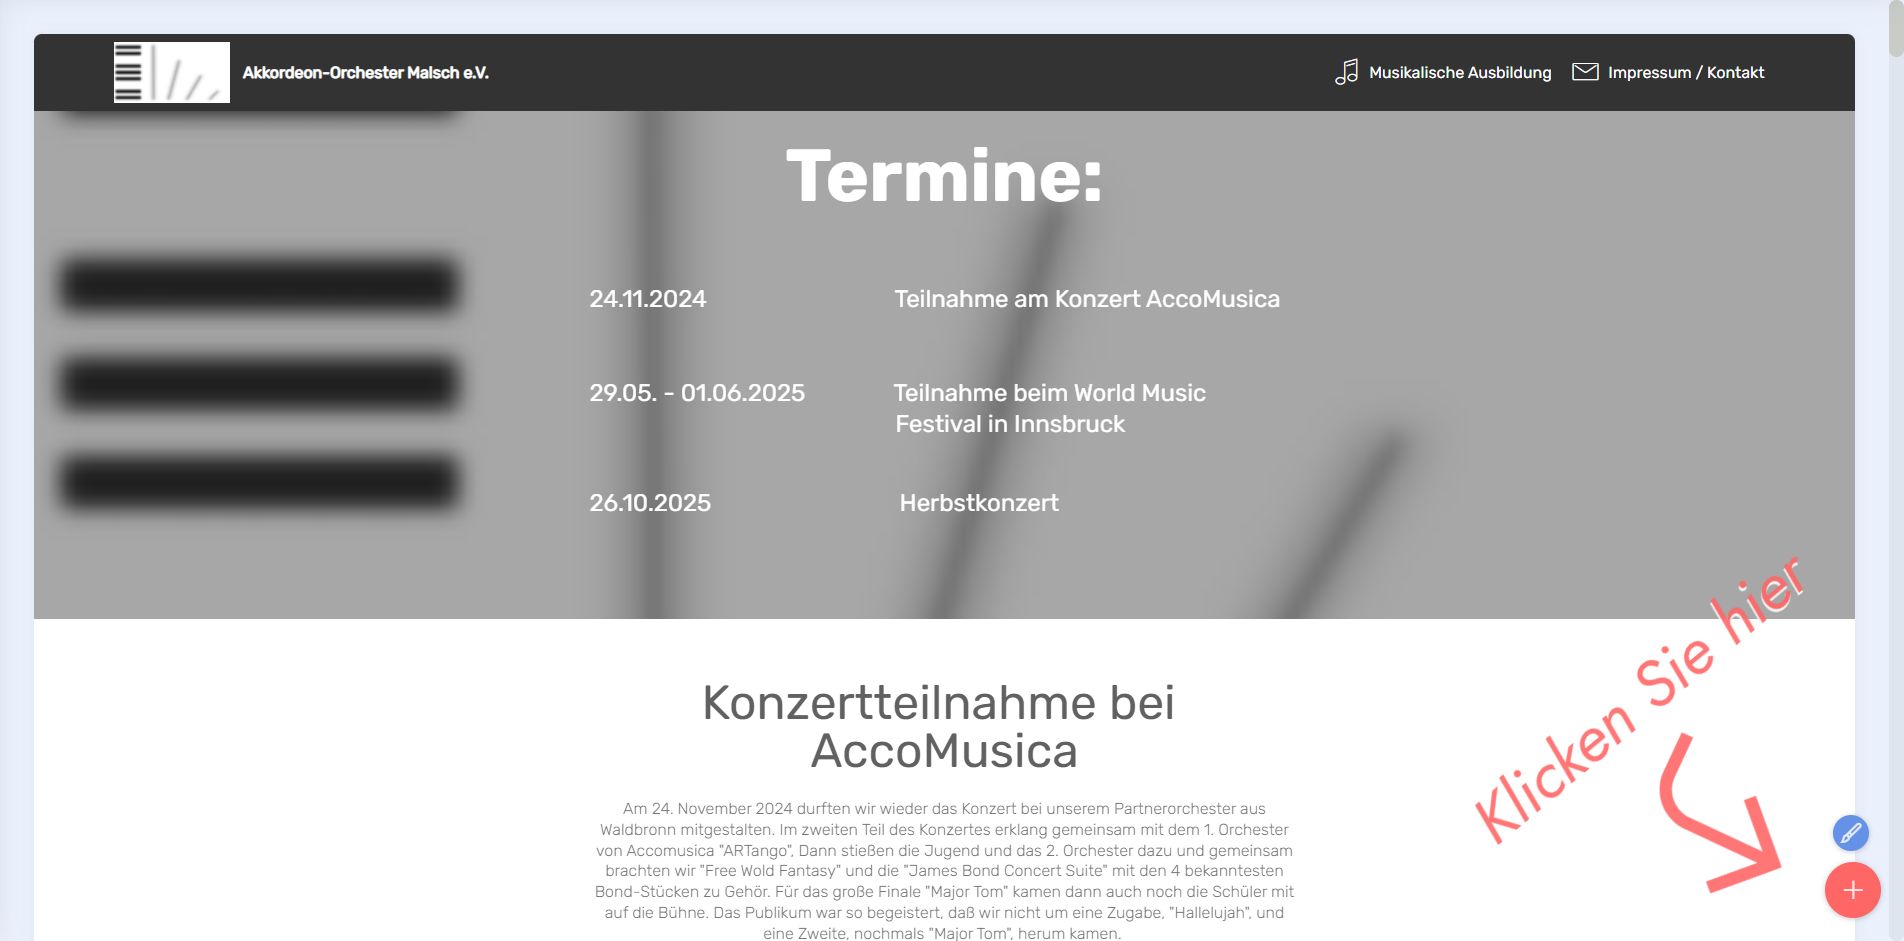 Akkordeon-Orchester Malsch e.V.
Musikalische Ausbildung
Impressum / Kontakt
Termine:
24.11.2024 Teilnahme am Konzert AccoMusica
29.05. - 01.06.2025 Teilnahme beim World Music
Festival in Innsbruck
26.10.2025 Herbstkonzert
Konzertteilnahme bei
AccoMusica
Am 24. November 2024 durften wir wieder das Konzert bei unserem Partnerorchester aus
Waldbronn mitgestalten. Im zweiten Teil des Konzertes erklang gemeinsam mit dem 1. Orchester
von Accomusica "ARTango", Dann stießen die Jugend und das 2. Orchester dazu und gemeinsam
brachten wir "Free Wold Fantasy" und die "James Bond Concert Suite" mit den 4 bekanntesten
Bond-Stücken zu Gehör. Für das große Finale "Major Tom" kamen dann auch noch die Schüler mit
auf die Bühne. Das Publikum war so begeistert, daß wir nicht um eine Zugabe, "Hallelujah", und
eine Zweite, nochmals "Major Tom", herum kamen.
Klicken Sie hier